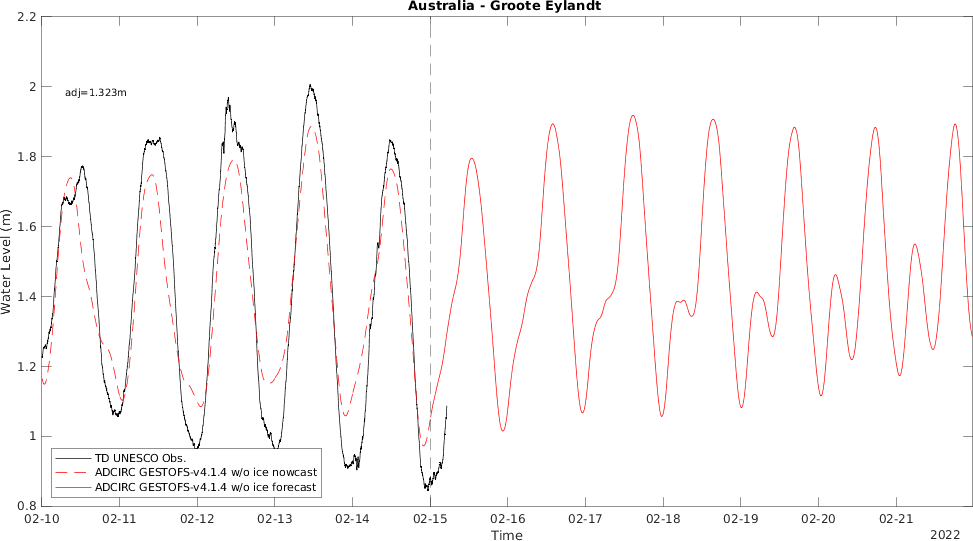 Australia - Groote Eylandt
2.2
2
1.8
1.6
1.4
1.2
1
0.8
Water Level (m)
adj=1.323m
TD UNESCO Obs.
ADCIRC GESTOFS-v4.1.4 w/o ice nowcast
ADCIRC GESTOFS-v4.1.4 w/o ice forecast
02-10 02-11 02-12 02-13 02-14 02-15 02-16 02-17 02-18 02-19 02-20 02-21
Time
2022